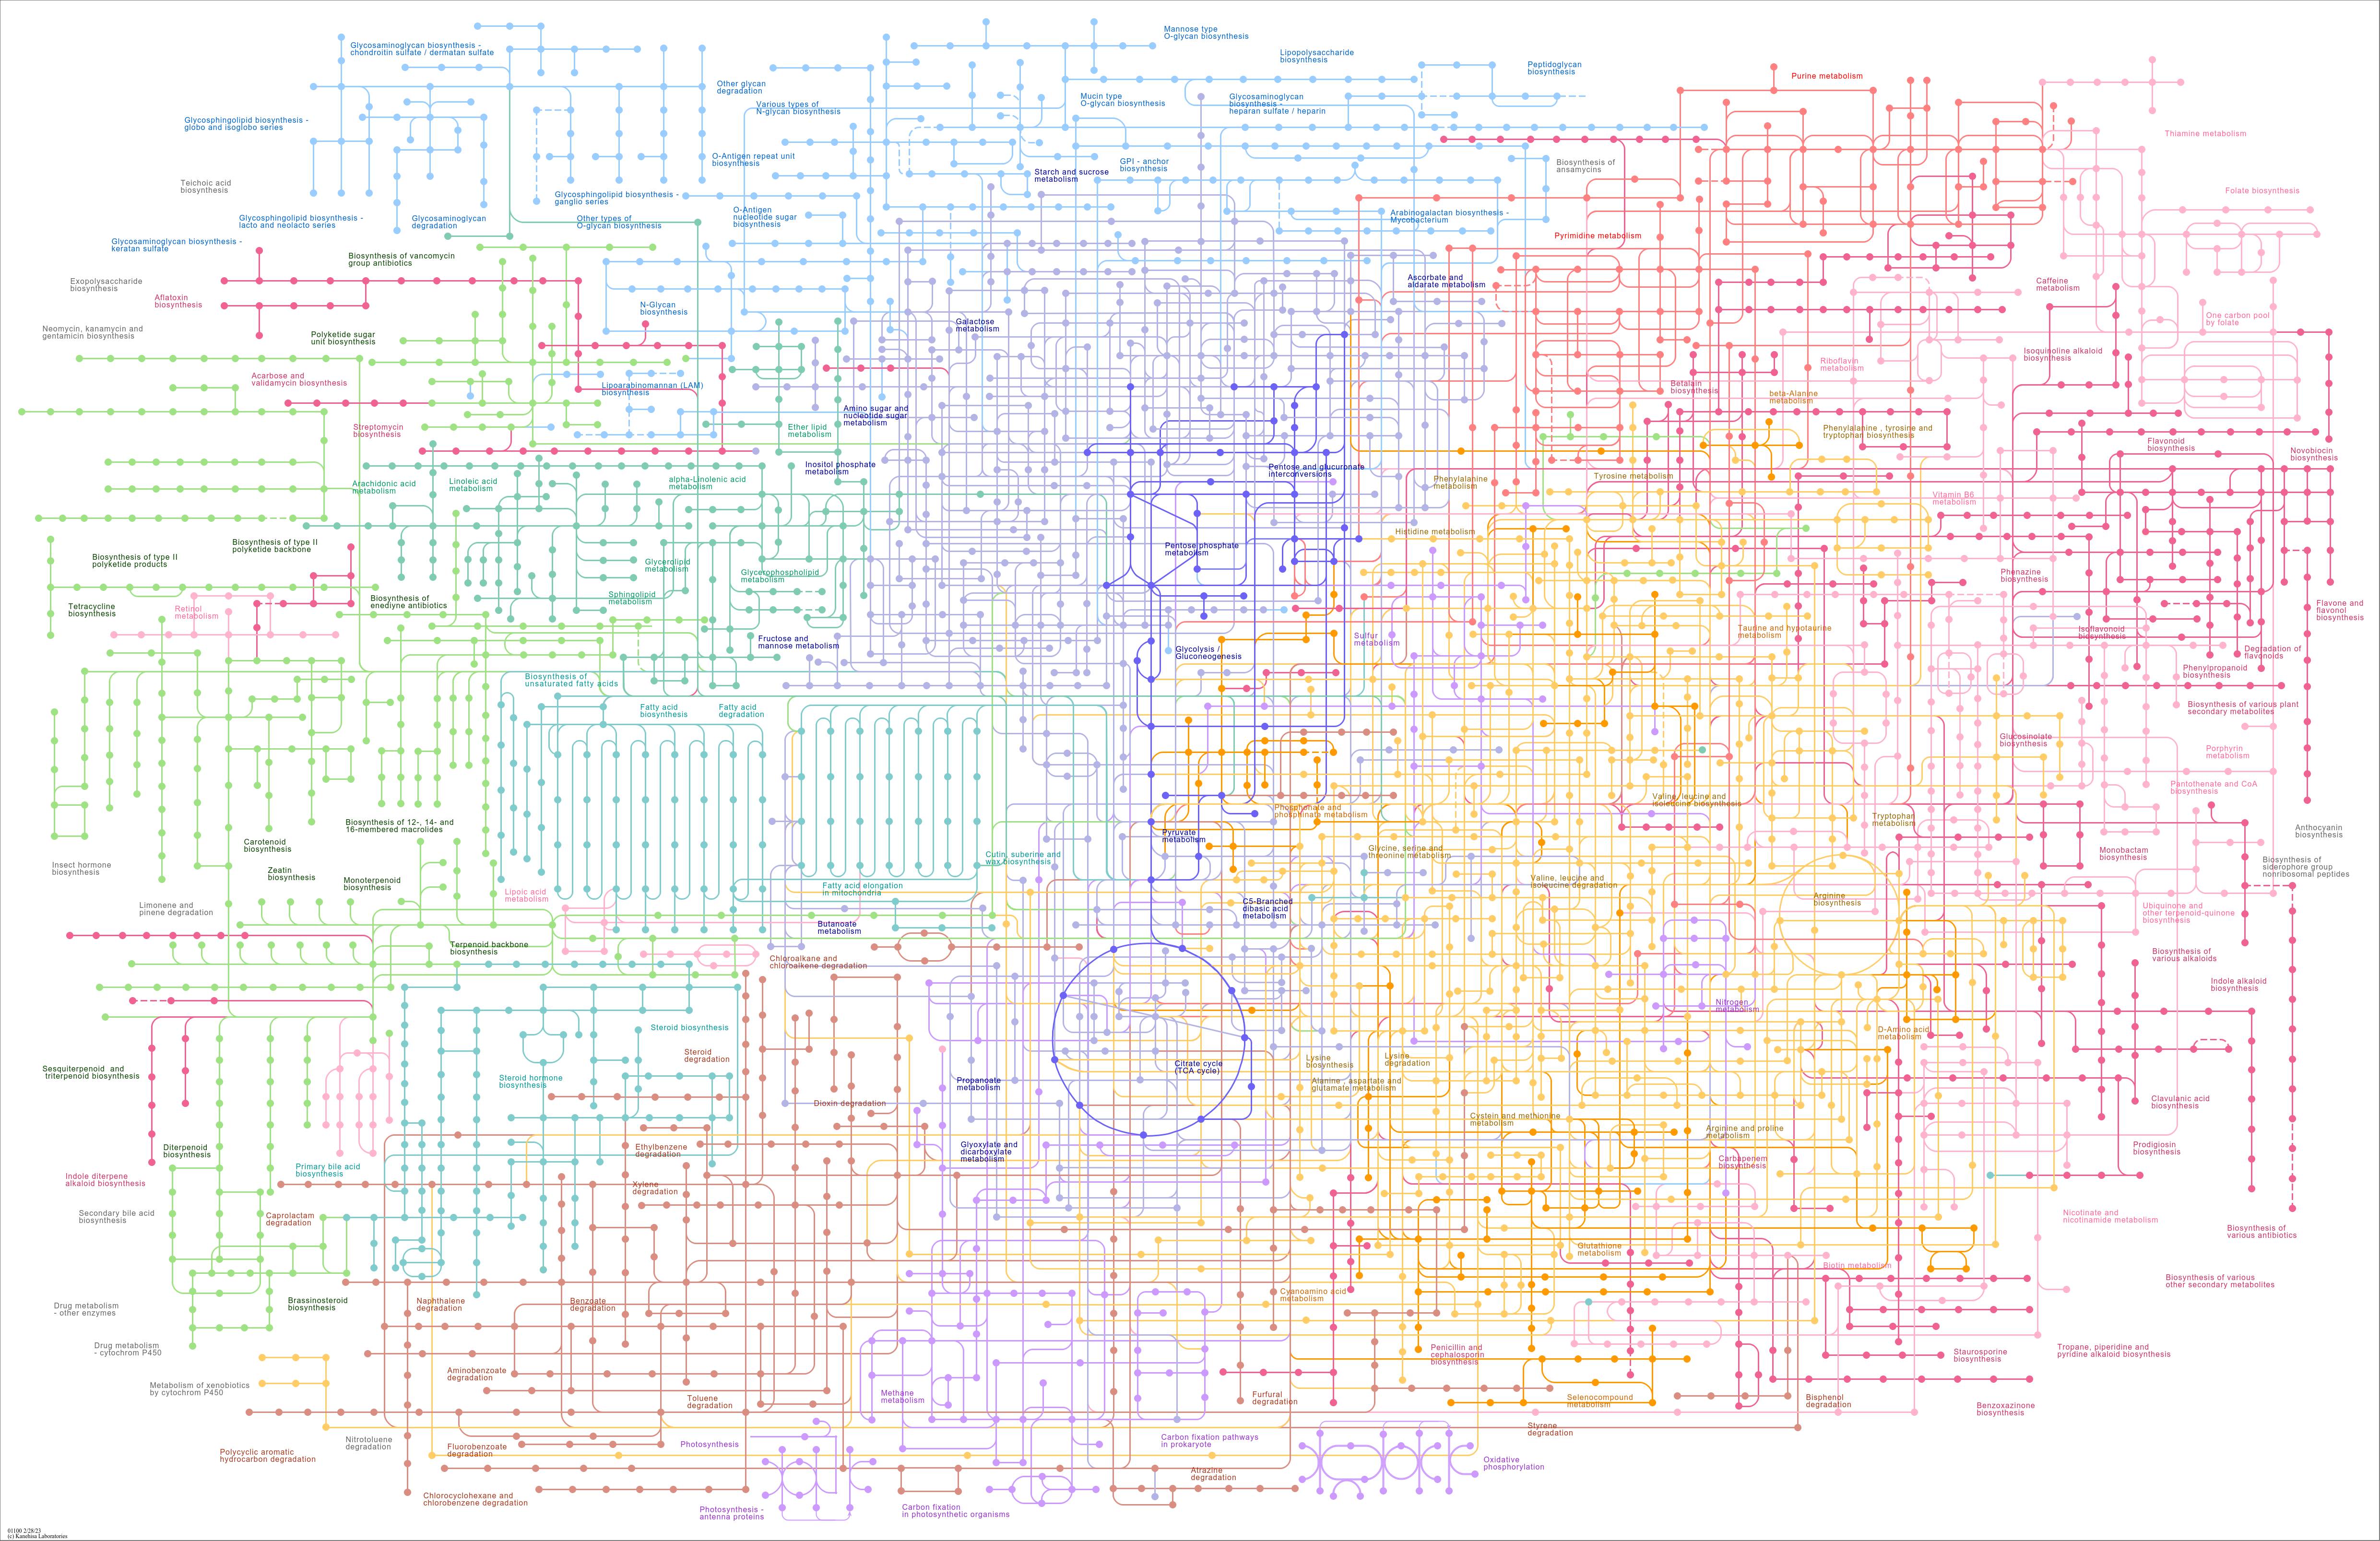 Mannose type
O-glycan biosynthesis
Glycosaminoglycan biosynthesis -
chondroitin sulfate / dermatan sulfate
Lipopolysaccharide
biosynthesis
Peptidoglycan
biosynthesis
Purine metabolism
Other glycan
degradation
Various types of
N-glycan biosynthesis
Mucin type
O-glycan biosynthesis
Glycosaminoglycan
biosynthesis -
heparan sulfate / heparin
Glycosphingolipid biosynthesis -
globo and isoglobo series
Thiamine metabolism
O-Antigen repeat unit
biosynthesis
GPI - anchor
biosynthesis
Biosynthesis of
ansamycins
Starch and sucrose
metabolism
Teichoic acid
biosynthesis
Glycosphingolipid biosynthesis -
ganglio series
Folate biosynthesis
Glycosphingolipid biosynthesis -
lacto and neolacto series
Glycosaminoglycan
degradation
Other types of
O-glycan biosynthesis
O-Antigen
nucleotide sugar
biosynthesis
Arabinogalactan biosynthesis -
Mycobacterium
Pyrimidine metabolism
Glycosaminoglycan biosynthesis -
keratan sulfate
Biosynthesis of vancomycin
group antibiotics
Exopolysaccharide
biosynthesis
Aflatoxin
biosynthesis
Ascorbate and
aldarate metabolism
Caffeine
metabolism
N-Glycan
biosynthesis
Galactose
metabolism
One carbon pool
by folate
Neomycin, kanamycin and
gentamicin biosynthesis
Polyketide sugar
unit biosynthesis
Isoquinoline alkaloid
biosynthesis
Riboflavin
metabolism
Acarbose and
validamycin biosynthesis
Lipoarabinomannan (LAM)
biosynthesis
Betalain
biosynthesis
beta-Alanine
metabolism
Amino sugar and
nucleotide sugar
metabolism
Streptomycin
biosynthesis
Ether lipid
metabolism
Phenylalanine , tyrosine and
tryptophan biosynthesis
Flavonoid
biosynthesis
Novobiocin
biosynthesis
Inositol phosphate
metabolism
Pentose and glucuronate
interconversions
Arachidonic acid
metabolism
Linoleic acid
metabolism
alpha-Linolenic acid
metabolism
Phenylalanine
metabolism
Tyrosine metabolism
Vitamin B6
metabolism
Histidine metabolism
Biosynthesis of type II
polyketide products
Biosynthesis of type II
polyketide backbone
Pentose phosphate
metabolism
Glycerolipid
metabolism
Glycerophospholipid
metabolism
Phenazine
biosynthesis
Tetracycline
biosynthesis
Retinol
metabolism
Biosynthesis of
enediyne antibiotics
Sphingolipid
metabolism
Flavone and
flavonol
biosynthesis
Fructose and
mannose metabolism
Glycolysis /
Gluconeogenesis
Sulfur
metabolism
Taurine and hypotaurine
metabolism
Isoflavonoid
biosynthesis
Degradation of
flavonoids
Phenylpropanoid
biosynthesis
Biosynthesis of
unsaturated fatty acids
Fatty acid
biosynthesis
Fatty acid
degradation
Biosynthesis of various plant
secondary metabolites
Glucosinolate
biosynthesis
Porphyrin
metabolism
Pantothenate and CoA
biosynthesis
Phosphonate and
phosphinate metabolism
Valine, leucine and
isoleucine biosynthesis
Biosynthesis of 12-, 14- and
16-membered macrolides
Pyruvate
metabolism
Tryptophan
metabolism
Anthocyanin
biosynthesis
Carotenoid
biosynthesis
Cutin, suberine and
wax biosynthesis
Glycine, serine and
threonine metabolism
Monobactam
biosynthesis
Biosynthesis of
siderophore group
nonribosomal peptides
Insect hormone
biosynthesis
Zeatin
biosynthesis
Monoterpenoid
biosynthesis
Lipoic acid
metabolism
Fatty acid elongation
in mitochondria
Valine, leucine and
isoleucine degradation
Arginine
biosynthesis
Limonene and
pinene degradation
C5-Branched
dibasic acid
metabolism
Ubiquinone and
other terpenoid-quinone
biosynthesis
Butanoate
metabolism
Terpenoid backbone
biosynthesis
Chloroalkane and
chloroalkene degradation
Biosynthesis of
various alkaloids
Indole alkaloid
biosynthesis
Nitrogen
metabolism
Steroid biosynthesis
D-Amino acid
metabolism
Steroid
degradation
Sesquiterpenoid and
triterpenoid biosynthesis
Steroid hormone
biosynthesis
Propanoate
metabolism
Citrate cycle
(TCA cycle)
Lysine
biosynthesis
Lysine
degradation
Alanine , aspartate and
glutamate metabolism
Dioxin degradation
Clavulanic acid
biosynthesis
Cystein and methionine
metabolism
Arginine and proline
metabolism
Diterpenoid
biosynthesis
Ethylbenzene
degradation
Glyoxylate and
dicarboxylate
metabolism
Prodigiosin
biosynthesis
Carbapenem
biosynthesis
Indole diterpene
alkaloid biosynthesis
Primary bile acid
biosynthesis
Xylene
degradation
Secondary bile acid
biosynthesis
Caprolactam
degradation
Nicotinate and
nicotinamide metabolism
Biosynthesis of
various antibiotics
Glutathione
metabolism
Biotin metabolism
Biosynthesis of various
other secondary metabolites
Drug metabolism
- other enzymes
Brassinosteroid
biosynthesis
Naphthalene
degradation
Benzoate
degradation
Cyanoamino acid
metabolism
Drug metabolism
- cytochrom P450
Penicillin and
cephalosporin
biosynthesis
Staurosporine
biosynthesis
Tropane, piperidine and
pyridine alkaloid biosynthesis
Metabolism of xenobiotics
by cytochrom P450
Aminobenzoate
degradation
Toluene
degradation
Methane
metabolism
Furfural
degradation
Selenocompound
metabolism
Bisphenol
degradation
Benzoxazinone
biosynthesis
Styrene
degradation
Nitrotoluene
degradation
Polycyclic aromatic
hydrocarbon degradation
Fluorobenzoate
degradation
Photosynthesis
Carbon fixation pathways
in prokaryote
Oxidative
phosphorylation
Atrazine
degradation
Chlorocyclohexane and
chlorobenzene degradation
Photosynthesis -
antenna proteins
Carbon fixation
in photosynthetic organisms
01100 2/28/23
(c) Kanehisa Laboratories